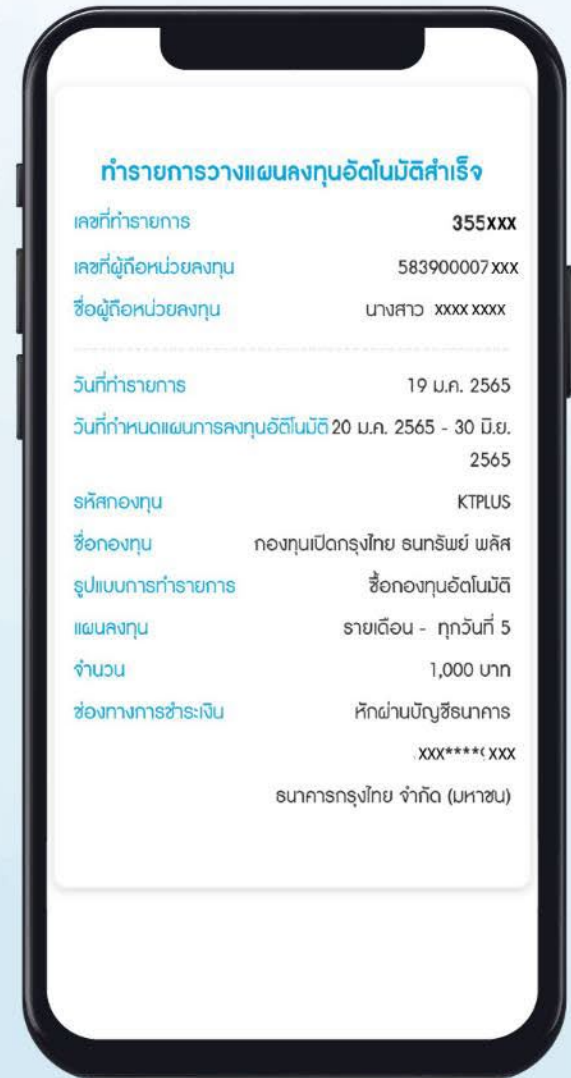 ทำรายการวางแผนลงทุนอัตโนมัติสำเร็จ
เลขที่ทำรายการ 355xxx
เลขที่ผู้ถือหน่วยลงทุน 583900007xxx
ชื่อผู้ถือหน่วยลงทุน นางสาว xxxx xxxx
วันที่ทำรายการ 19 ม.ค. 2565
วันที่กำหนดแผนการลงทุนอัตโนมัติ 20 ม.ค. 2565 - 30 มิ.ย.
2565
รหัสกองทุน KTPLUS
ชื่อกองทุน กองทุนเปิดกรุงไทย ธนทรัพย์ พลัส
รูปแบบการทำรายการ ซื้อกองทุนอัตโนมัติ
แผนลงทุน รายเดือน - ทุกวันที่ 5
จำนวน 1,000 บาท
ช่องทางการชำระเงิน หักผ่านบัญชีธนาคาร
xxx**** xxx
ธนาคารกรุงไทย จำกัด (มหาชน)